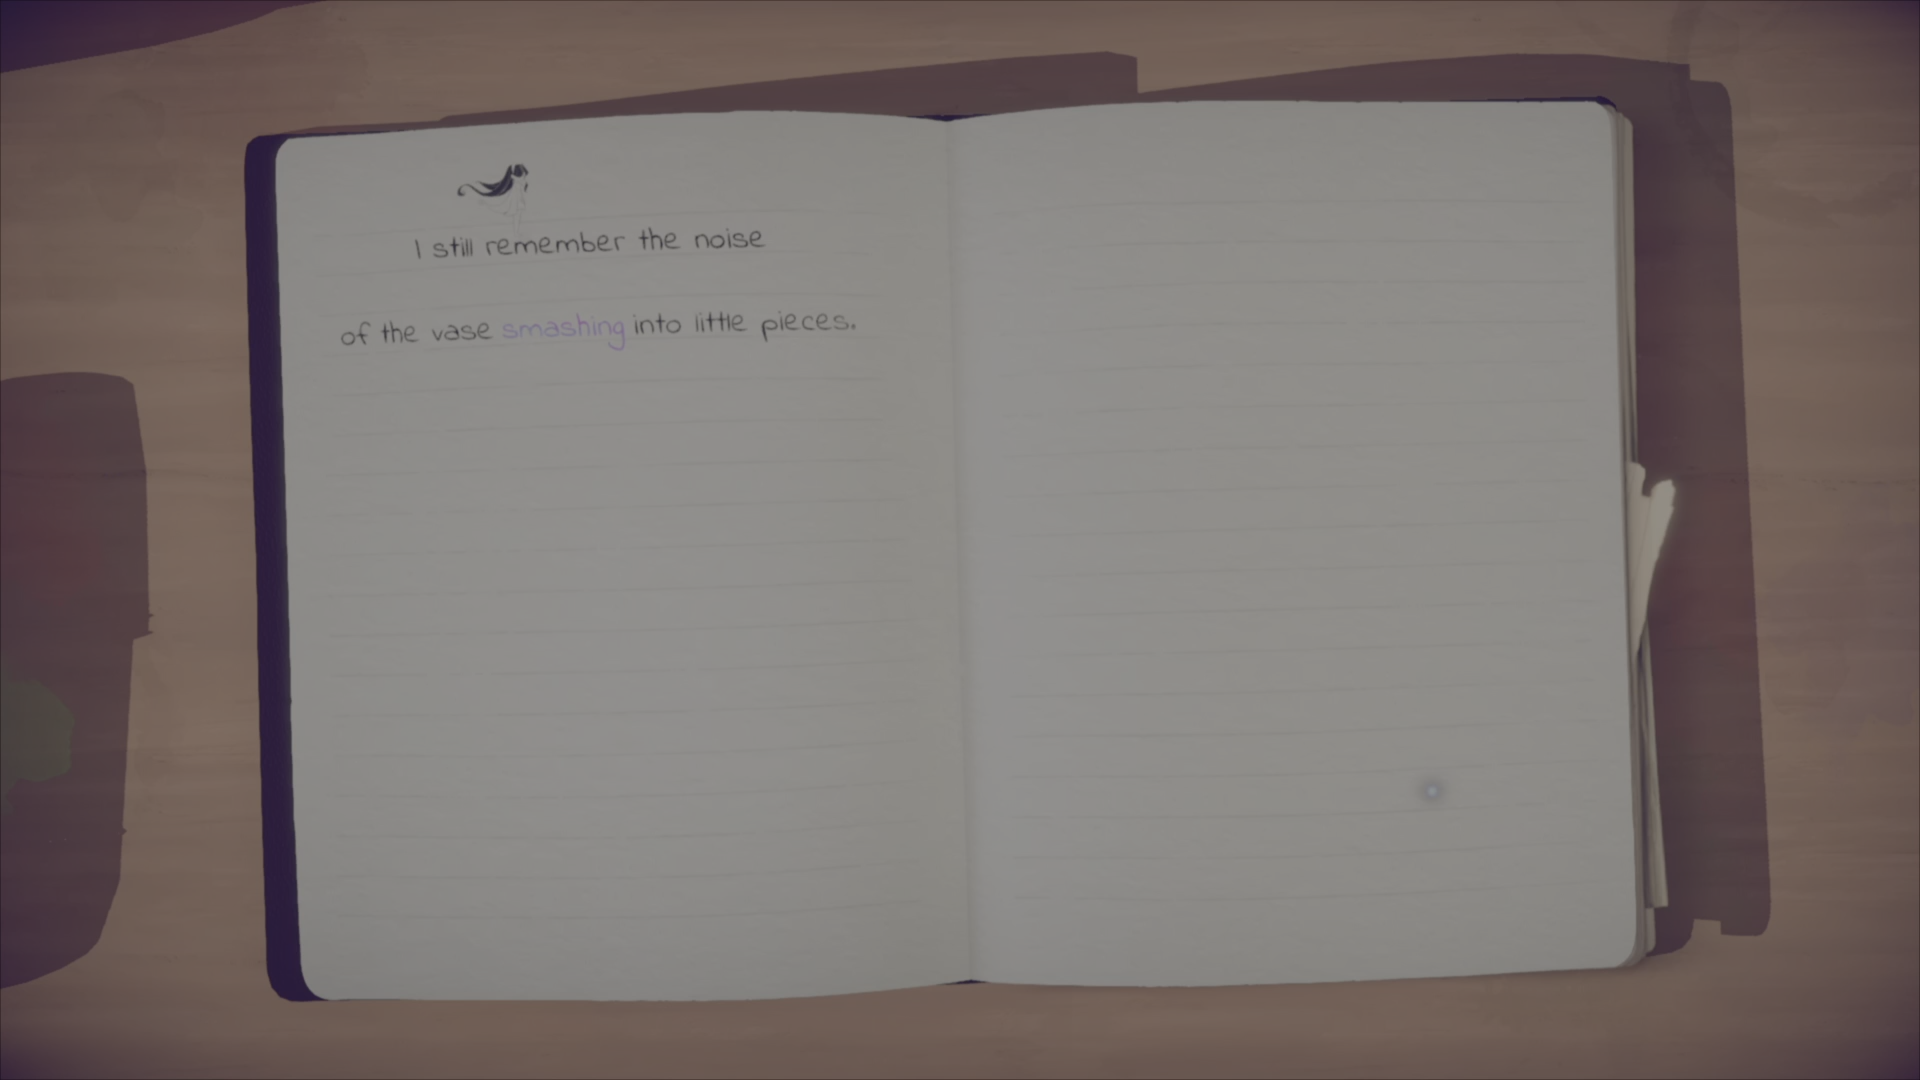 I still remember the noise
of the vase smashing into little pieces.